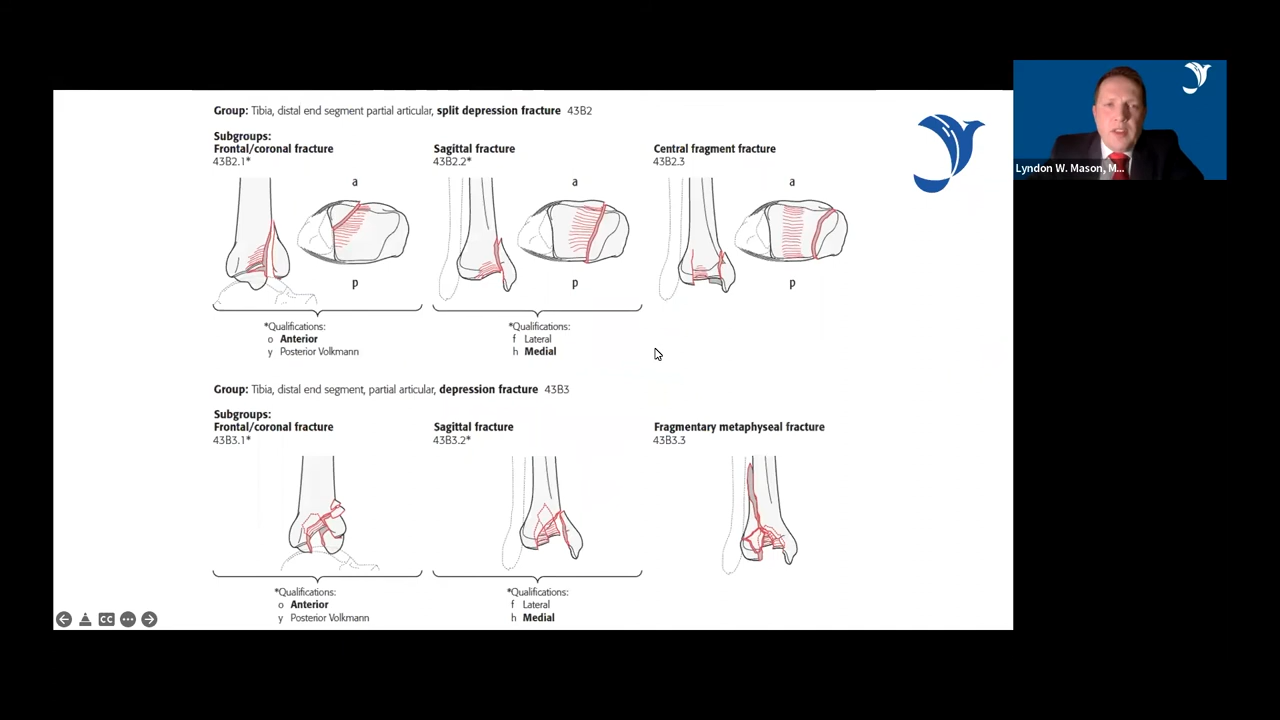 Group: Tibia, distal end segment partial articular, split depression fracture 43B2
Subgroups:
Frontal/coronal fracture
43B2.1*
Sagittal fracture
43B2.2*
Central fragment fracture
43B2.3
a
a
a
p
p
p
*Qualifications:
o Anterior
y Posterior Volkmann
*Qualifications:
f Lateral
h Medial
Group: Tibia, distal end segment, partial articular, depression fracture 43B3
Subgroups:
Frontal/coronal fracture
43B3.1*
Sagittal fracture
43B3.2*
Fragmentary metaphyseal fracture
43B3.3
*Qualifications:
o Anterior
y Posterior Volkmann
*Qualifications:
f Lateral
h Medial
CC
Lyndon W. Mason, M...